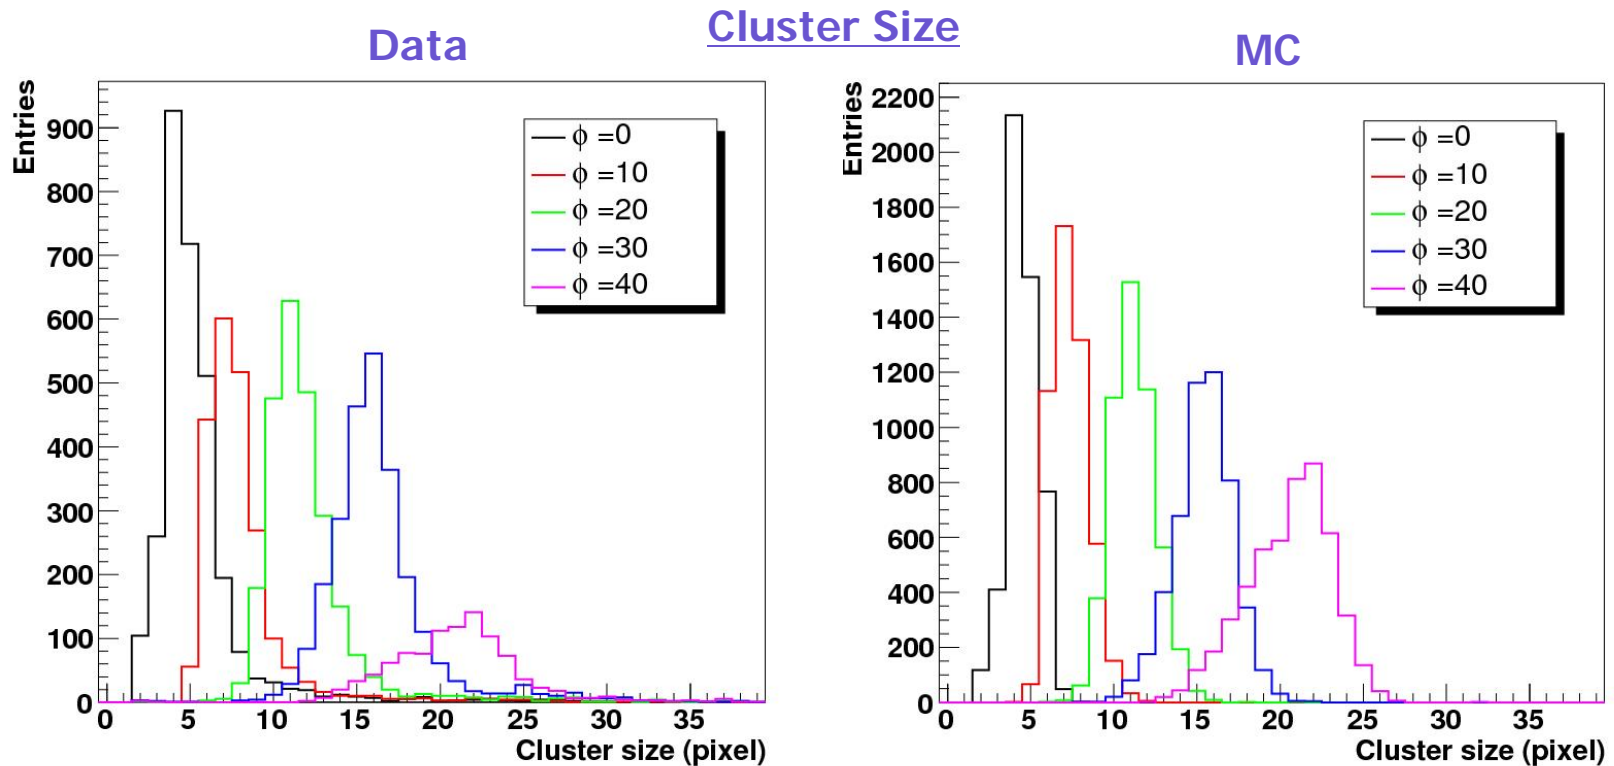 Cluster Size
Data
MC
Entries
900
800
700
600
500
400
300
200
100
0
0 5 10 15 20 25 30 35
Cluster size (pixel)
ϕ =0
ϕ =10
ϕ =20
ϕ =30
ϕ =40
Entries
2200
2000
1800
1600
1400
1200
1000
800
600
400
200
0
0 5 10 15 20 25 30 35
Cluster size (pixel)
ϕ =0
ϕ =10
ϕ =20
ϕ =30
ϕ =40